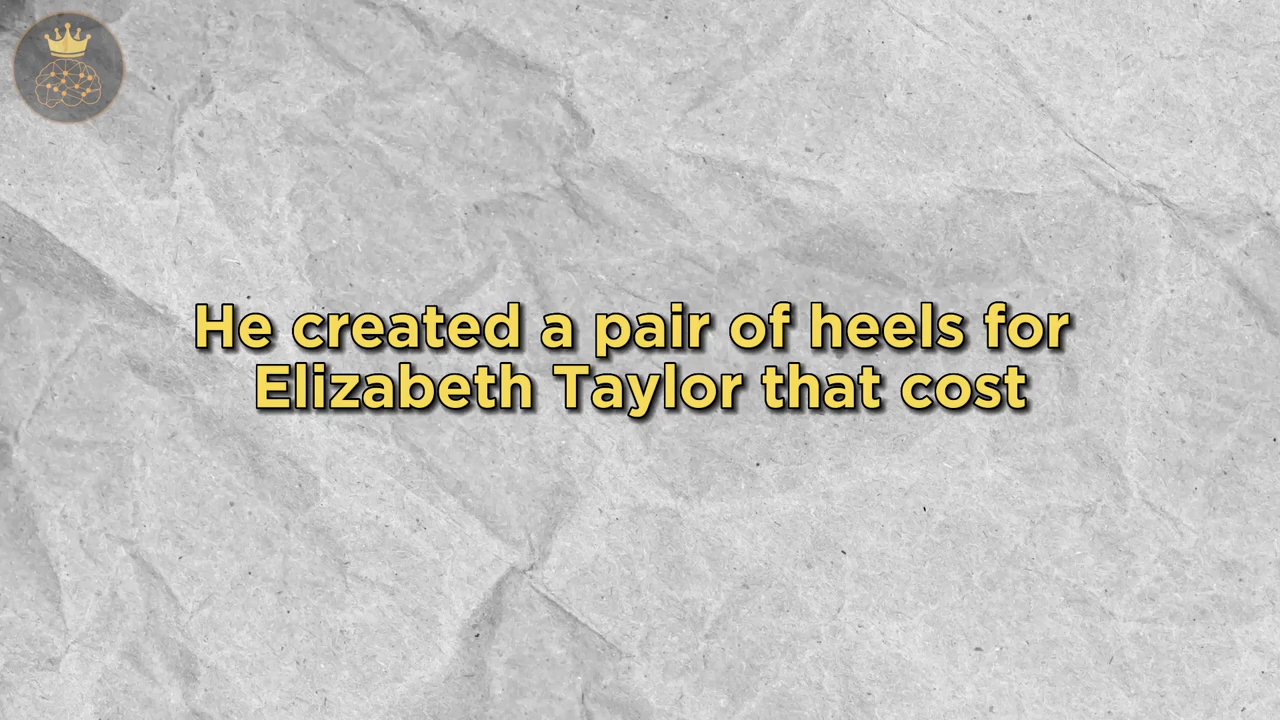 He created a pair of heels for
Elizabeth Taylor that cost